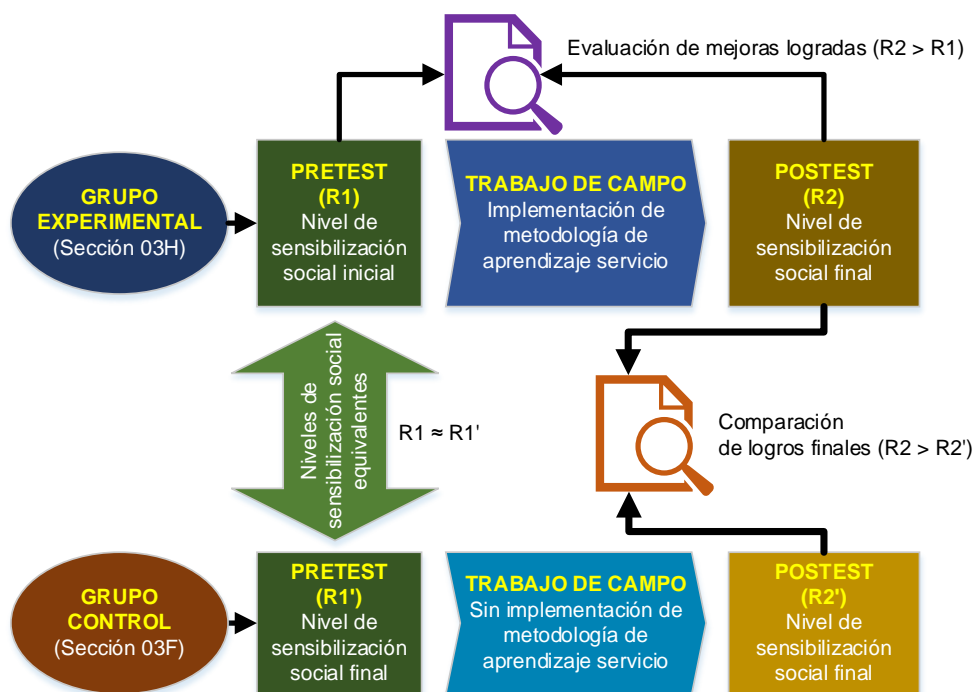 Evaluación de mejoras logradas (R2 > R1)
GRUPO
EXPERIMENTAL
(Sección 03H)
PRETEST
(R1)
Nivel de
sensibilización
social inicial
TRABAJO DE CAMPO
Implementación de
metodología de
aprendizaje servicio
POSTEST
(R2)
Nivel de
sensibilización
social final
Niveles de
sensibilización social
equivalentes
R1 ≈ R1'
Comparación
de logros finales (R2 > R2')
GRUPO
CONTROL
(Sección 03F)
PRETEST
(R1')
Nivel de
sensibilización
social final
TRABAJO DE CAMPO
Sin implementación de
metodología de
aprendizaje servicio
POSTEST
(R2')
Nivel de
sensibilización
social final